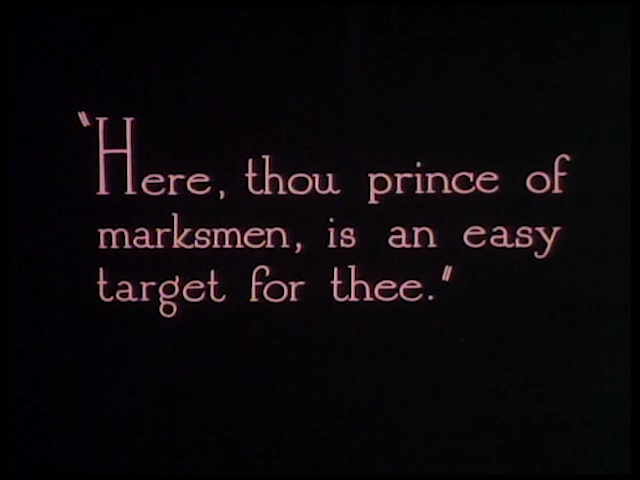 "Here, thou prince of
marksmen, is an easy
target for thee."